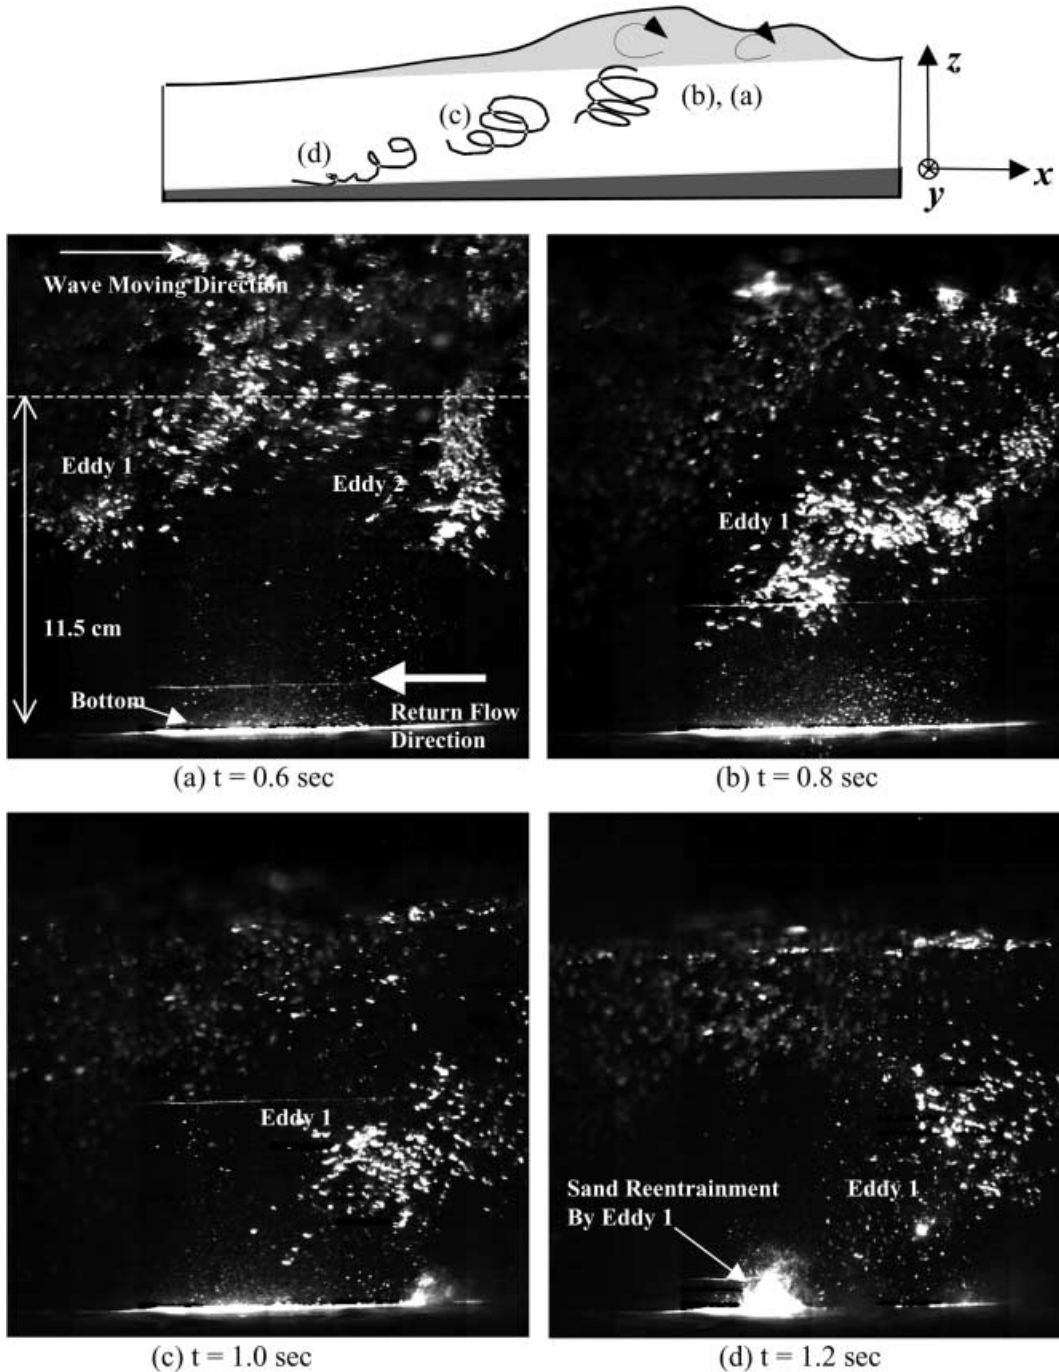 z
(b), (a)
(c)
(d)
x
y
Wave Moving Direction
Eddy 1
Eddy 2
11.5 cm
Bottom
Return Flow
Direction
(a) t = 0.6 sec
Eddy 1
(b) t = 0.8 sec
Eddy 1
(c) t = 1.0 sec
Sand Reentrainment
By Eddy 1
Eddy 1
(d) t = 1.2 sec